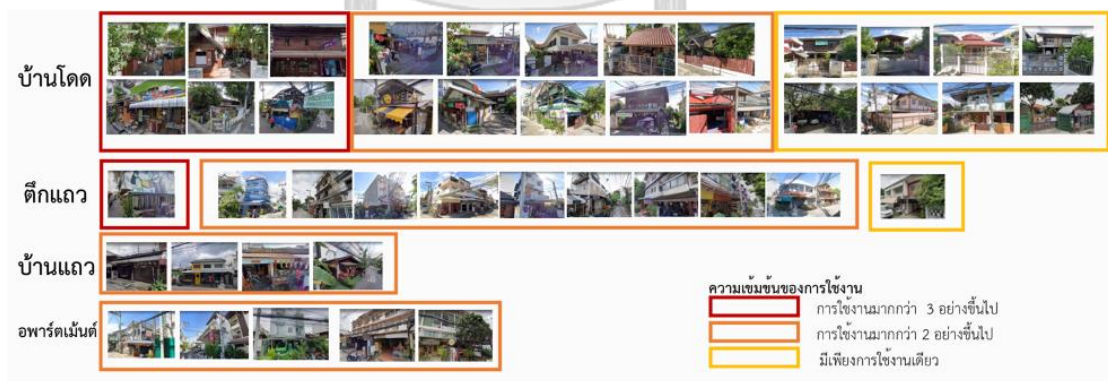 บ้านโดด
ตึกแถว
บ้านแถว
อพาร์ตเม้นต์
ความเข้มข้นของการใช้งาน
การใช้งานมากกว่า 3 อย่างขึ้นไป
การใช้งานมากกว่า 2 อย่างขึ้นไป
มีเพียงการใช้งานเดียว